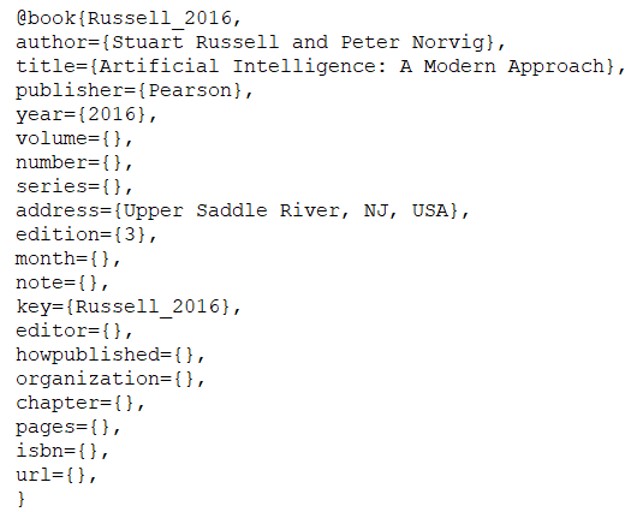 @book{Russell_2016,
author={Stuart Russell and Peter Norvig},
title={Artificial Intelligence: A Modern Approach},
publisher={Pearson},
year={2016},
volume={},
number={},
series={},
address={Upper Saddle River, NJ, USA},
edition={3},
month={},
note={},
key={Russell_2016},
editor={},
howpublished={},
organization={},
chapter={},
pages={},
isbn={},
url={},
}